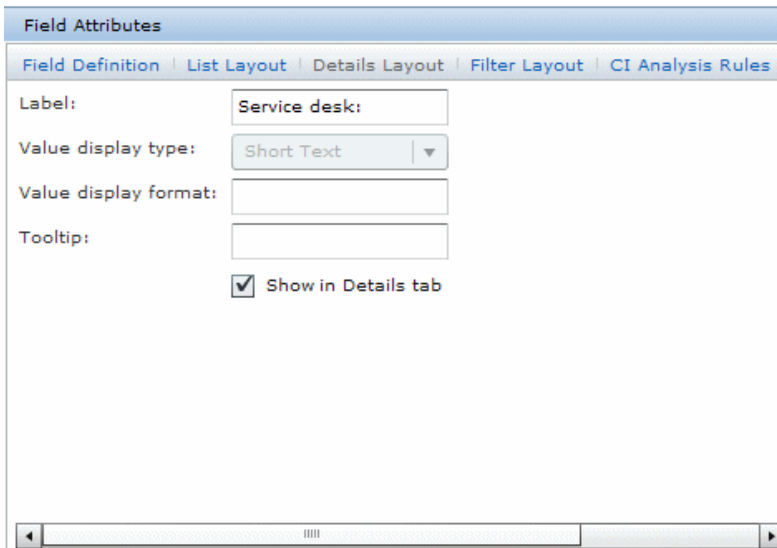 Field Attributes
Field Definition List Layout Details Layout Filter Layout CI Analysis Rules
Label: Service desk:
Value display type: Short Text
Value display format:
Tooltip:
Show in Details tab